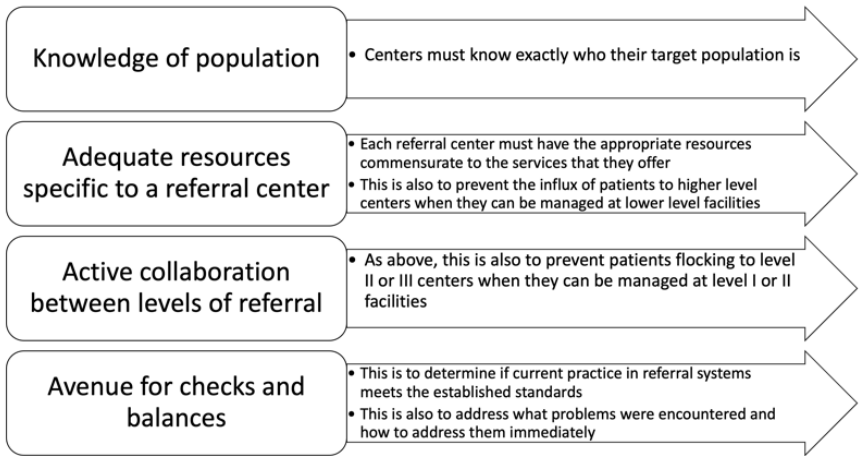 Knowledge of population
• Centers must know exactly who their target population is
Adequate resources
specific to a referral center
• Each referral center must have the appropriate resources
commensurate to the services that they offer
• This is also to prevent the influx of patients to higher level
centers when they can be managed at lower level facilities
Active collaboration
between levels of referral
• As above, this is also to prevent patients flocking to level
II or III centers when they can be managed at level I or II
facilities
Avenue for checks and
balances
• This is to determine if current practice in referral systems
meets the established standards
• This is also to address what problems were encountered and
how to address them immediately